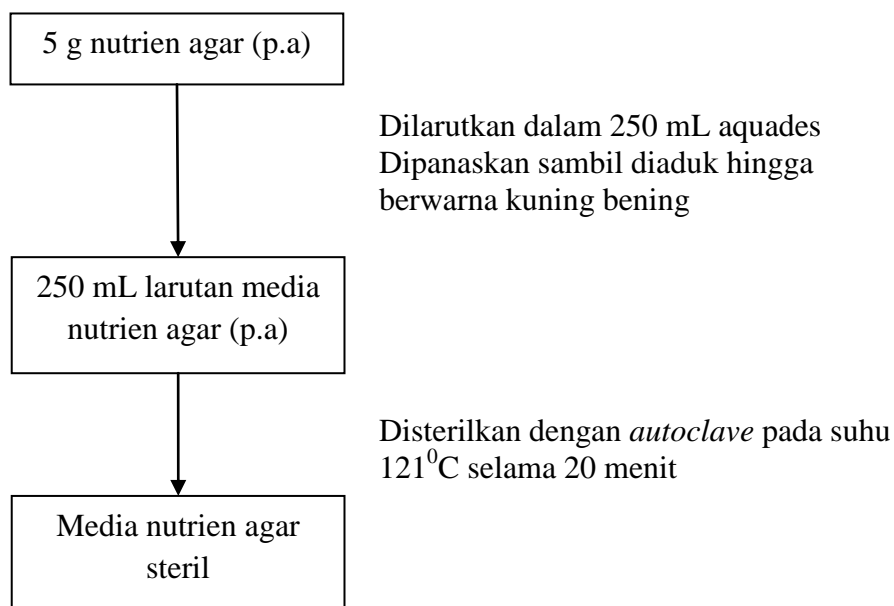 5 g nutrien agar (p.a)
Dilarutkan dalam 250 mL aquades
Dipanaskan sambil diaduk hingga
berwarna kuning bening
250 mL larutan media
nutrien agar (p.a)
Disterilkan dengan autoclave pada suhu
121⁰C selama 20 menit
Media nutrien agar
steril